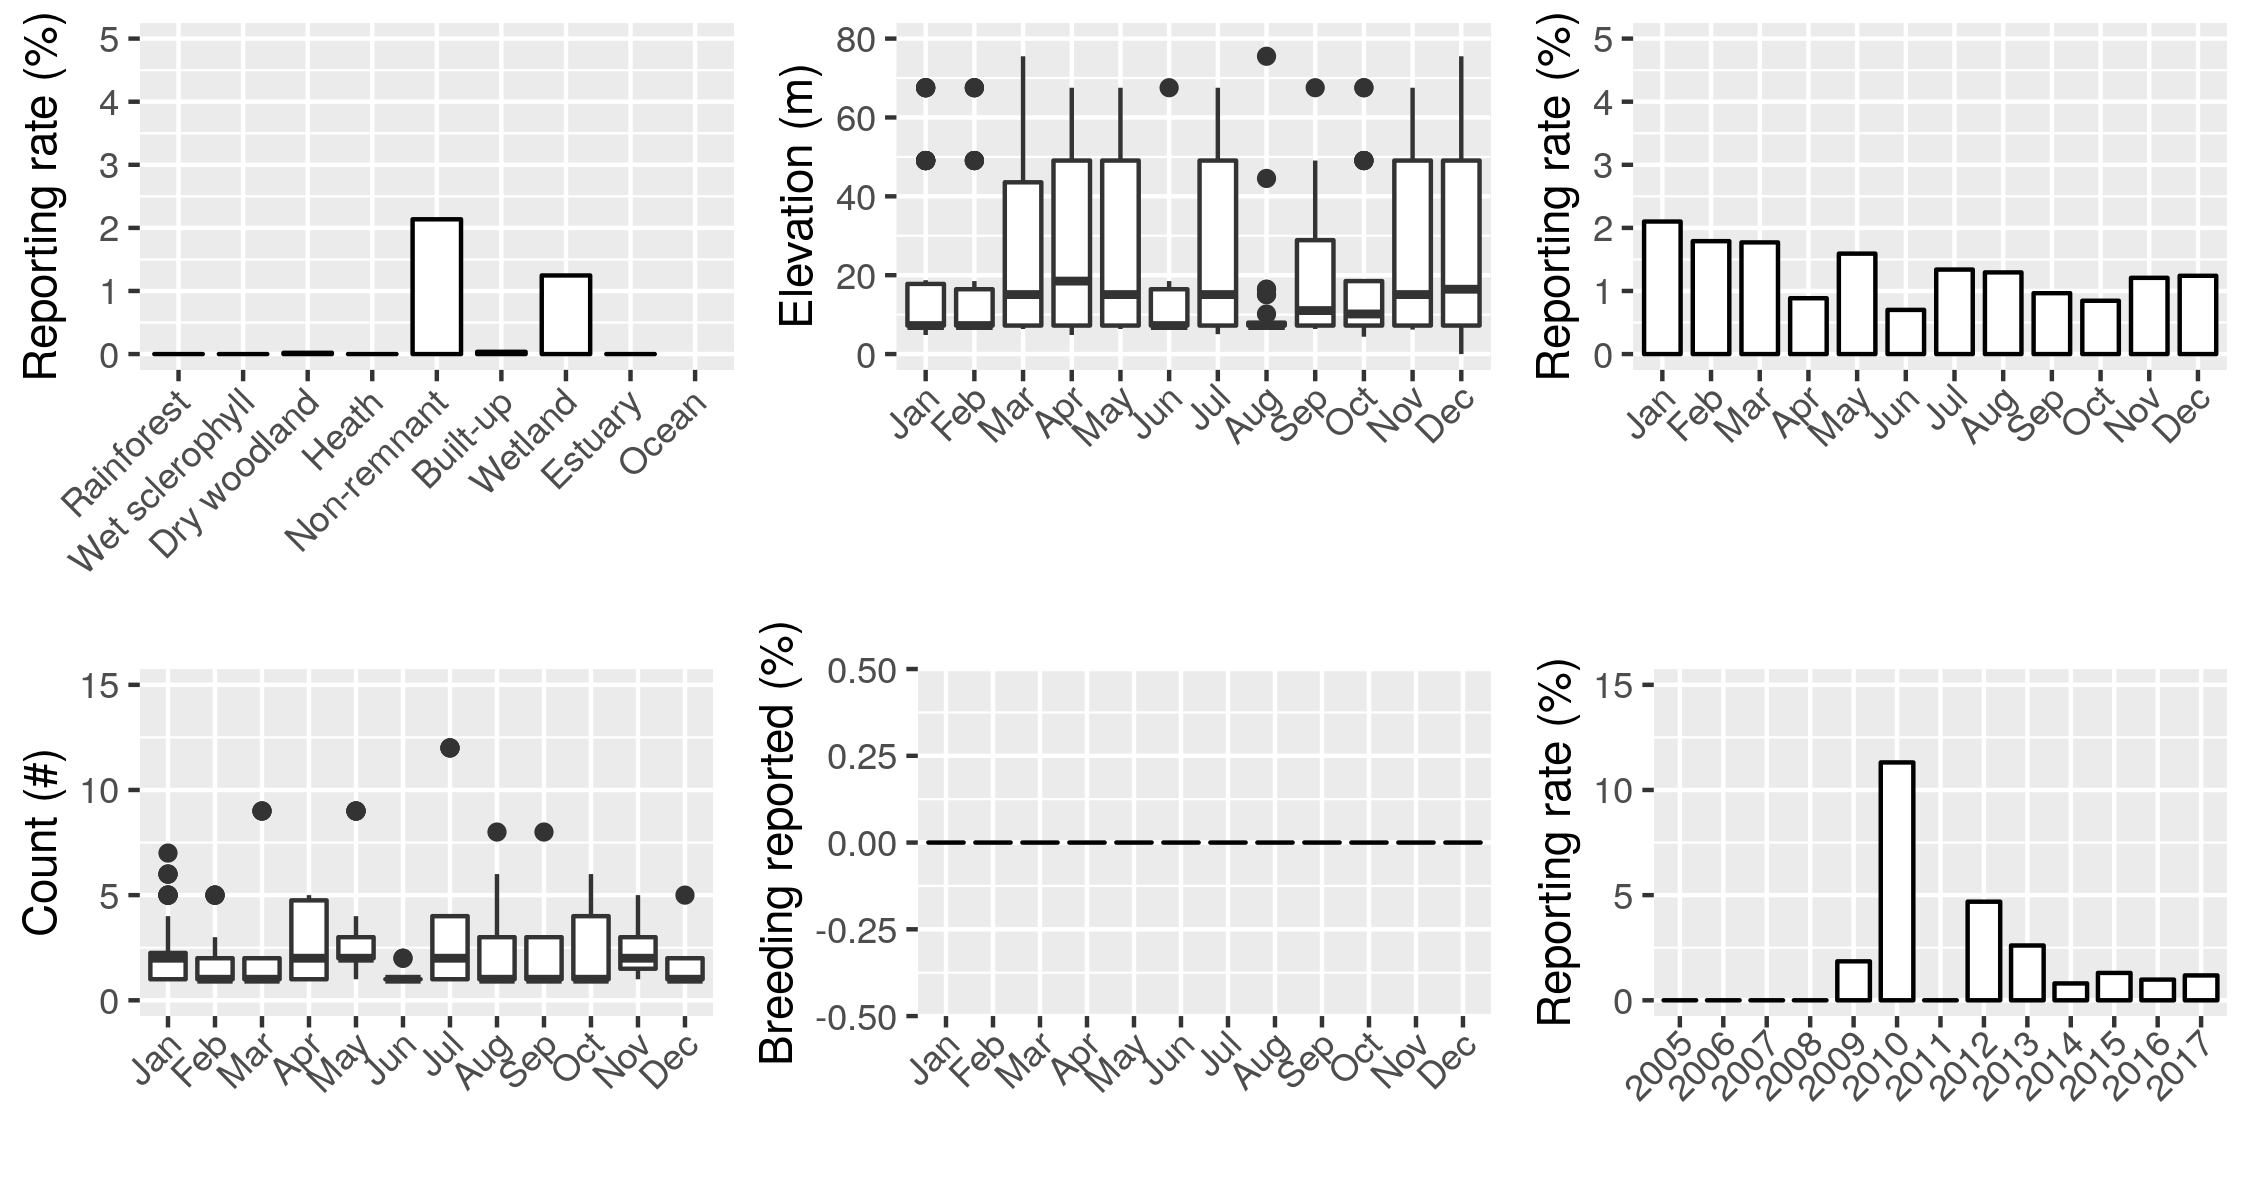 Reporting rate (%)
5
4
3
2
1
0
Rainforest
Wet sclerophyll
Dry woodland
Heath
Non-remnant
Built-up
Wetland
Estuary
Ocean
Elevation (m)
80
60
40
20
0
Jan
Feb
Mar
Apr
May
Jun
Jul
Aug
Sep
Oct
Nov
Dec
Reporting rate (%)
5
4
3
2
1
0
Jan
Feb
Mar
Apr
May
Jun
Jul
Aug
Sep
Oct
Nov
Dec
Count (#)
15
10
5
0
Jan
Feb
Mar
Apr
May
Jun
Jul
Aug
Sep
Oct
Nov
Dec
Breeding reported (%)
0.50
0.25
0.00
-0.25
-0.50
Jan
Feb
Mar
Apr
May
Jun
Jul
Aug
Sep
Oct
Nov
Dec
Reporting rate (%)
15
10
5
0
2005
2006
2007
2008
2009
2010
2011
2012
2013
2014
2015
2016
2017